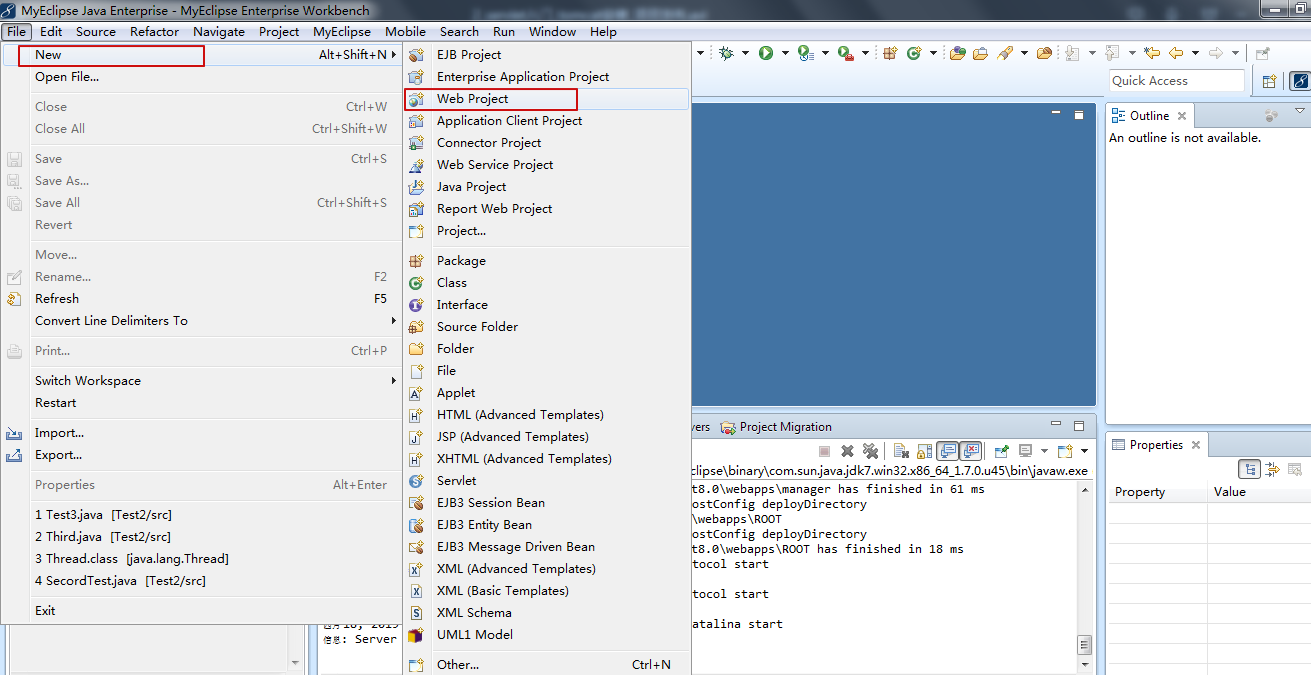 MyEclipse Java Enterprise - MyEclipse Enterprise Workbench
File Edit Source Refactor Navigate Project MyEclipse Mobile Search Run Window Help
New Alt+Shift+N
Open File...
Close Ctrl+W
Close All Ctrl+Shift+W
Save Ctrl+S
Save As...
Save All Ctrl+Shift+S
Revert
Move...
Rename... F2
Refresh F5
Convert Line Delimiters To
Print... Ctrl+P
Switch Workspace
Restart
Import...
Export...
Properties Alt+Enter
1 Test3.java [Test2/src]
2 Third.java [Test2/src]
3 Thread.class [java.lang.Thread]
4 SecordTest.java [Test2/src]
Exit
EJB Project
Enterprise Application Project
Web Project
Application Client Project
Connector Project
Web Service Project
Java Project
Report Web Project
Project...
Package
Class
Interface
Source Folder
Folder
File
Applet
HTML (Advanced Templates)
JSP (Advanced Templates)
XHTML (Advanced Templates)
Servlet
EJB3 Session Bean
EJB3 Entity Bean
EJB3 Message Driven Bean
XML (Advanced Templates)
XML (Basic Templates)
XML Schema
UML1 Model
Other... Ctrl+N
Quick Access
Outline
An outline is not available.
vers Project Migration
clipse\binary\com.sun.java.jdk7.win32.x86_64_1.7.0.u45\bin\javaw.exe
t8.0\webapps\manager has finished in 61 ms
ostConfig deployDirectory
\webapps\ROOT
ostConfig deployDirectory
t8.0\webapps\ROOT has finished in 18 ms
tocol start
tocol start
atalina start
信息: Server
Properties
Property Value